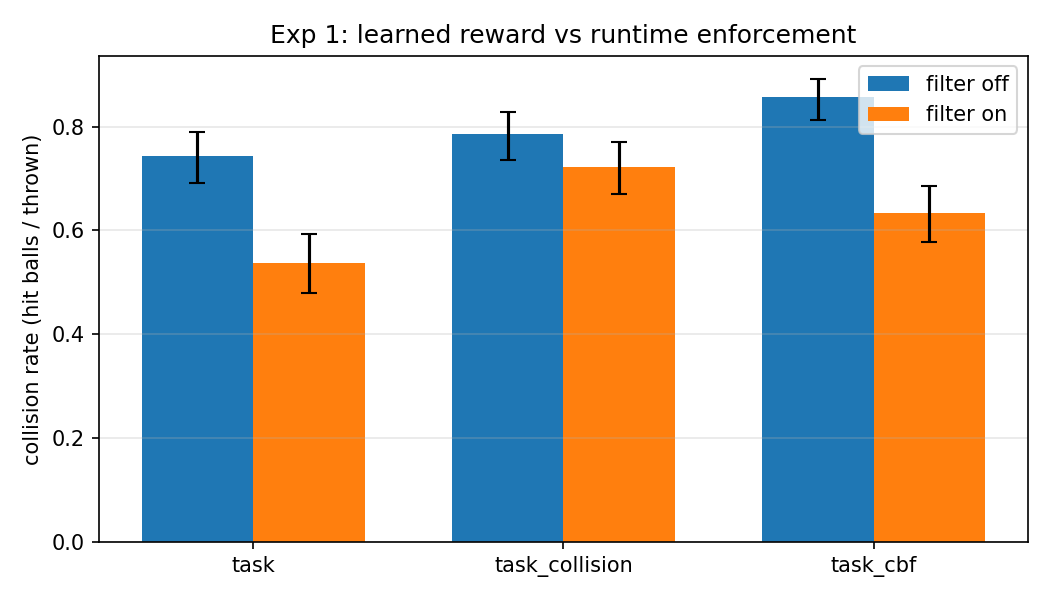 Exp 1: learned reward vs runtime enforcement
filter off
filter on
collision rate (hit balls / thrown)
0.8
0.6
0.4
0.2
0.0
task
task_collision
task_cbf